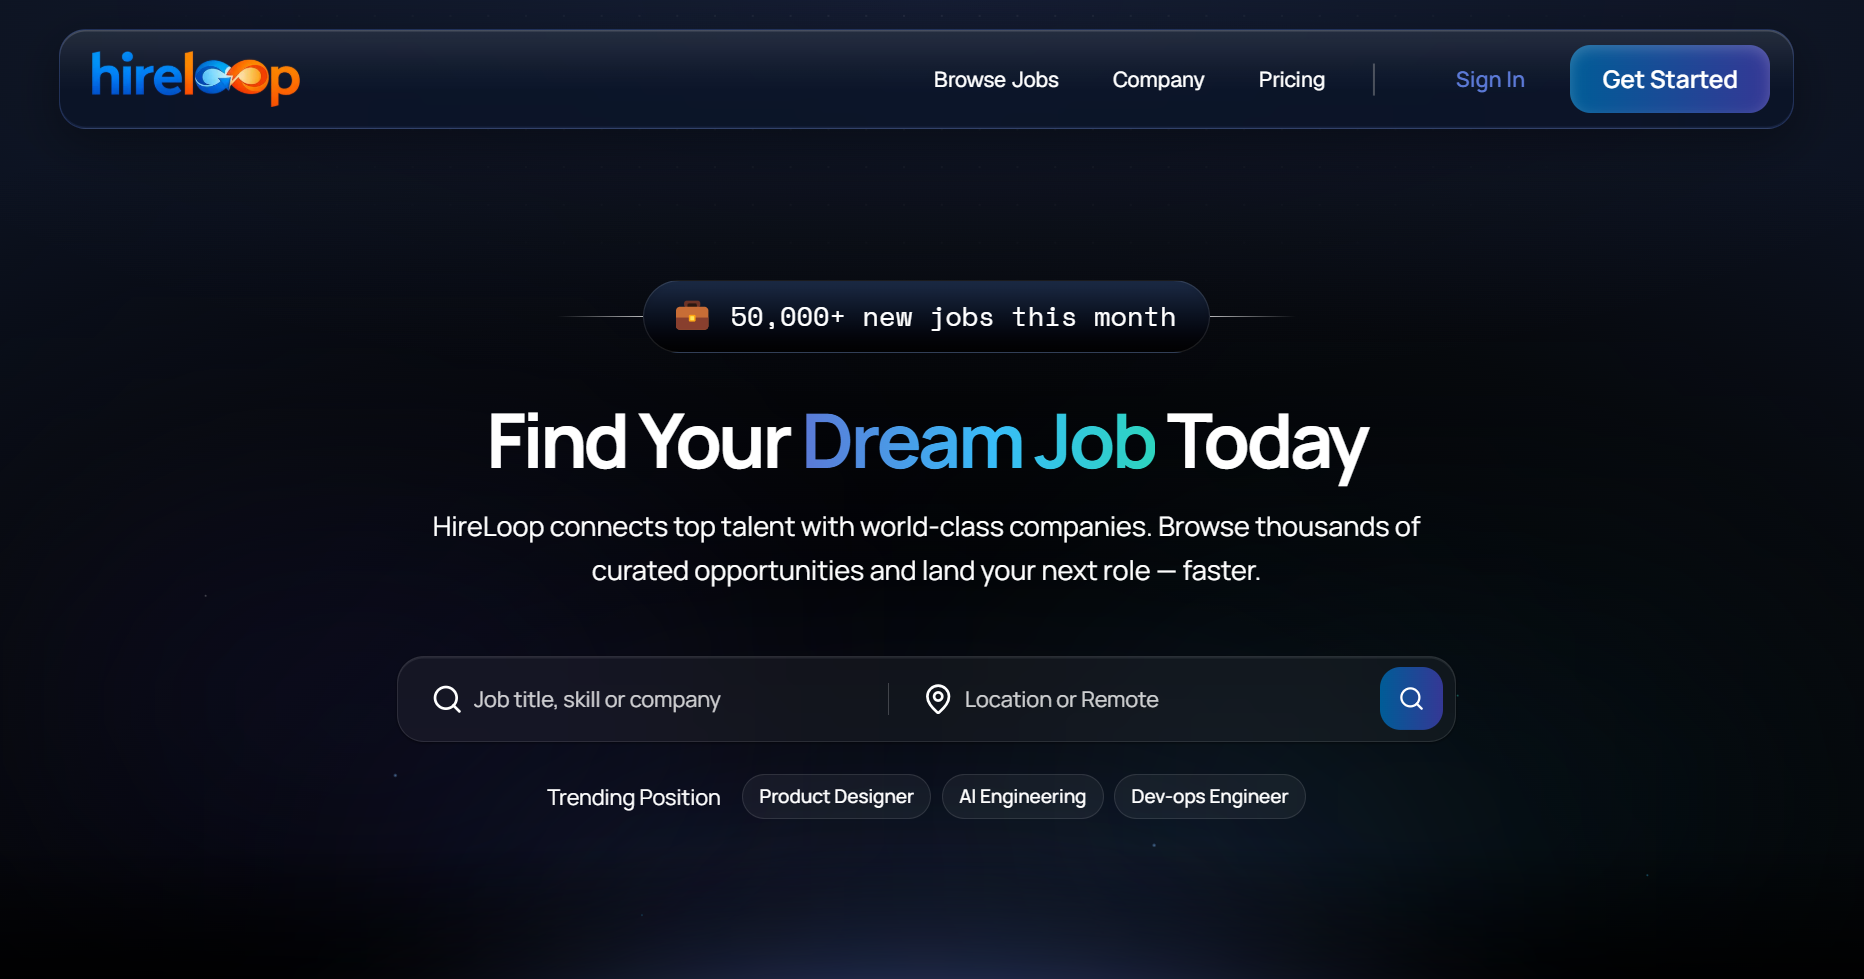 hireloop
Browse Jobs
Company
Pricing
Sign In
Get Started
50,000+ new jobs this month
Find Your Dream Job Today
HireLoop connects top talent with world-class companies. Browse thousands of
curated opportunities and land your next role — faster.
Job title, skill or company
Location or Remote
Trending Position
Product Designer
AI Engineering
Dev-ops Engineer